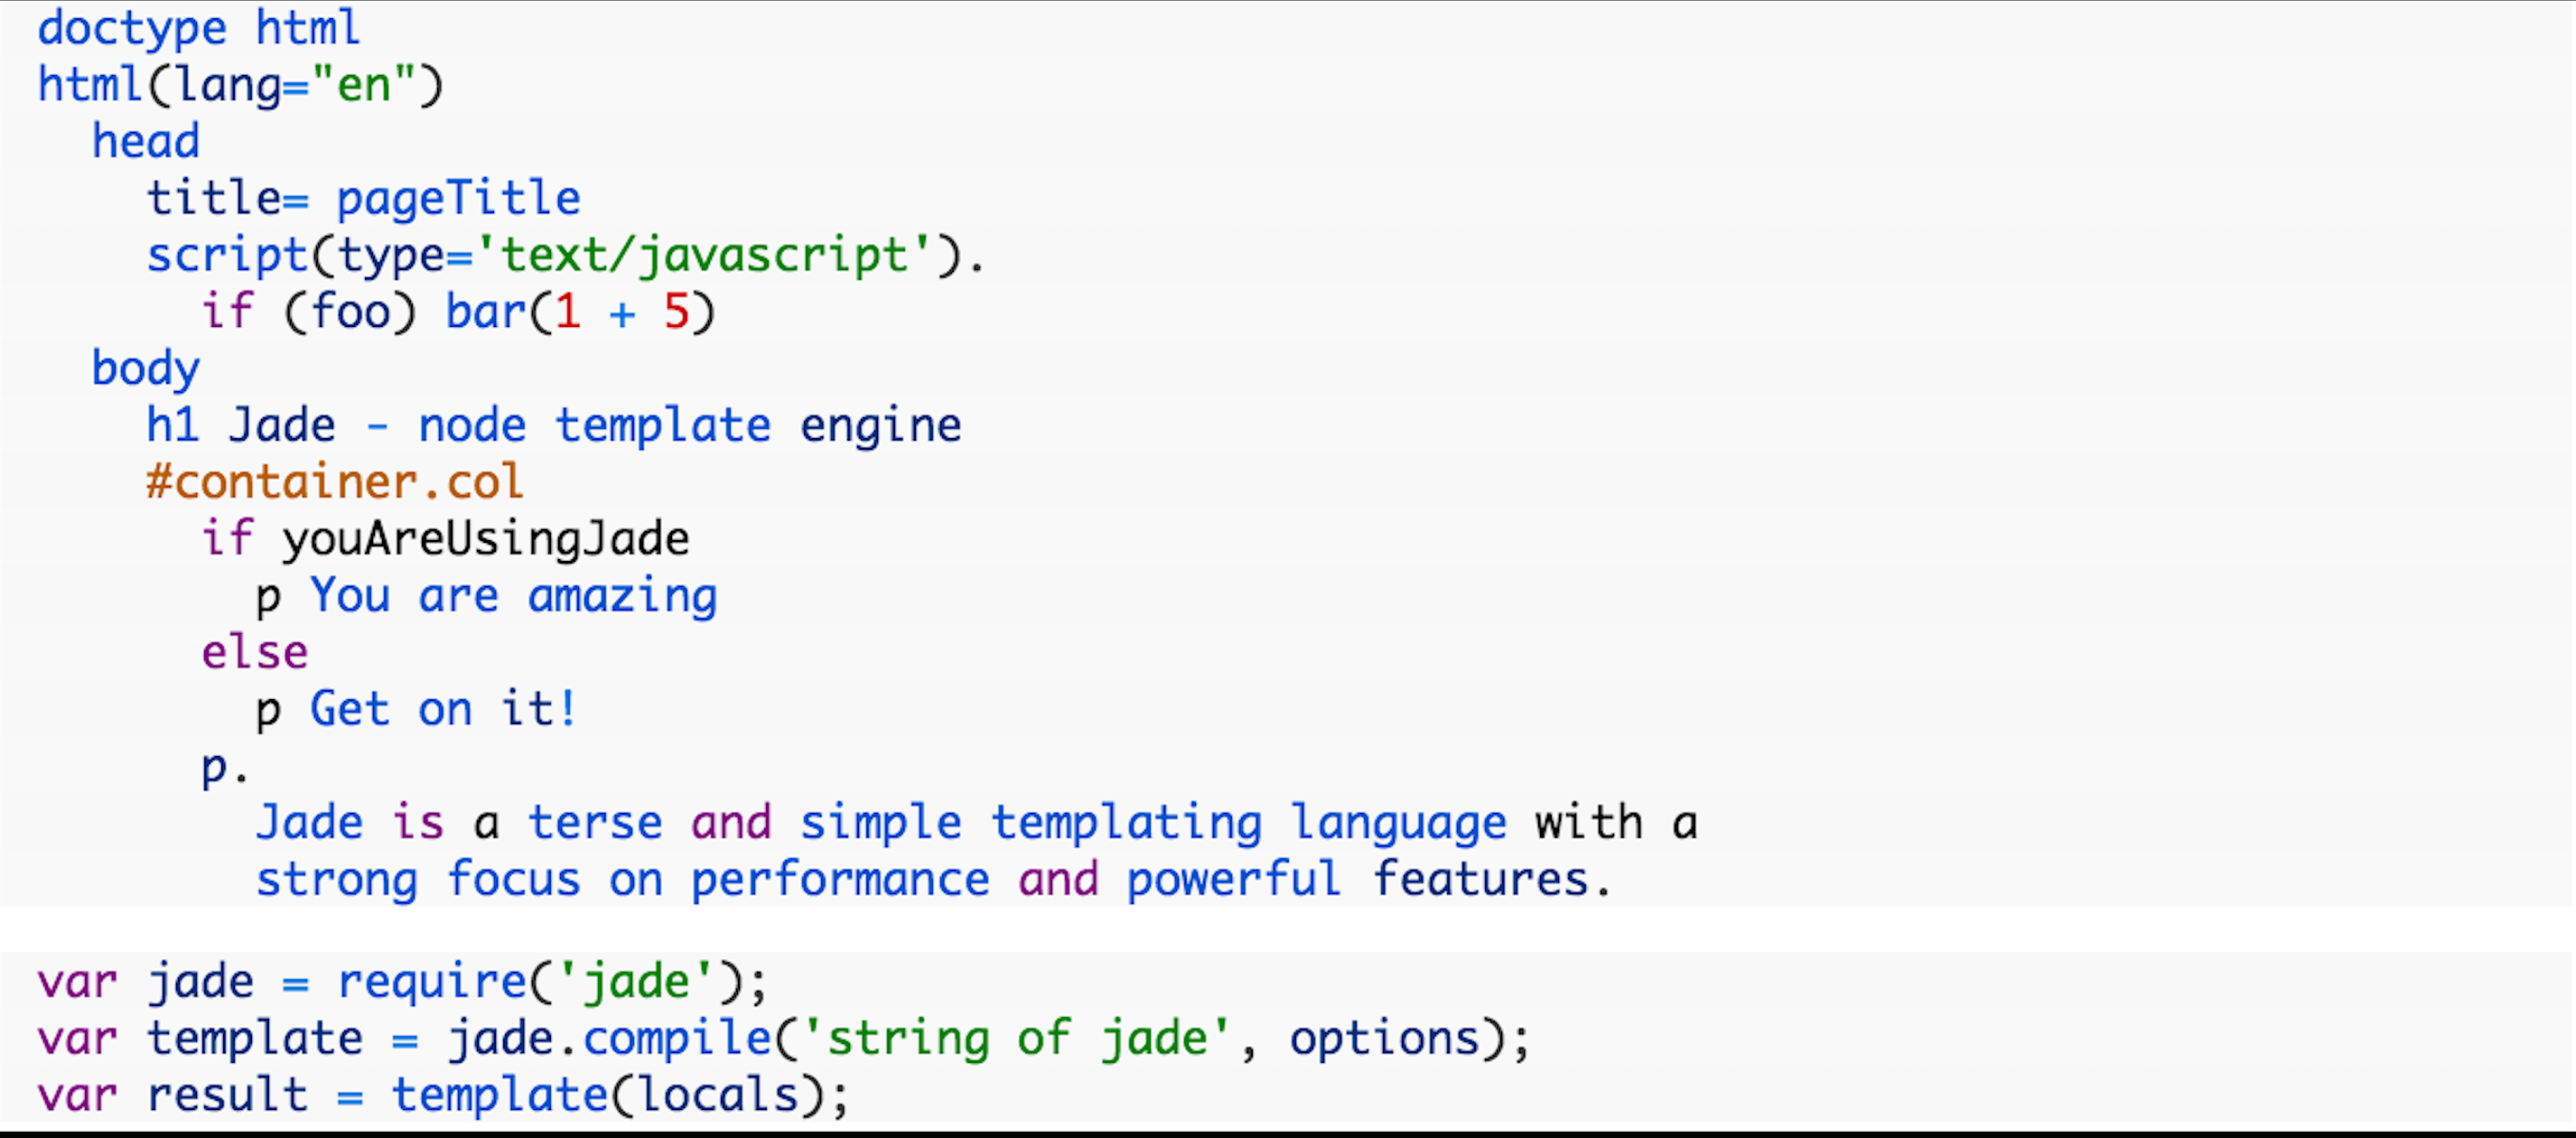 doctype html
html(lang="en")
  head
    title= pageTitle
    script(type='text/javascript').
      if (foo) bar(1 + 5)
  body
    h1 Jade - node template engine
    #container.col
      if youAreUsingJade
        p You are amazing
      else
        p Get on it!
      p.
        Jade is a terse and simple templating language with a
        strong focus on performance and powerful features.
var jade = require('jade');
var template = jade.compile('string of jade', options);
var result = template(locals);